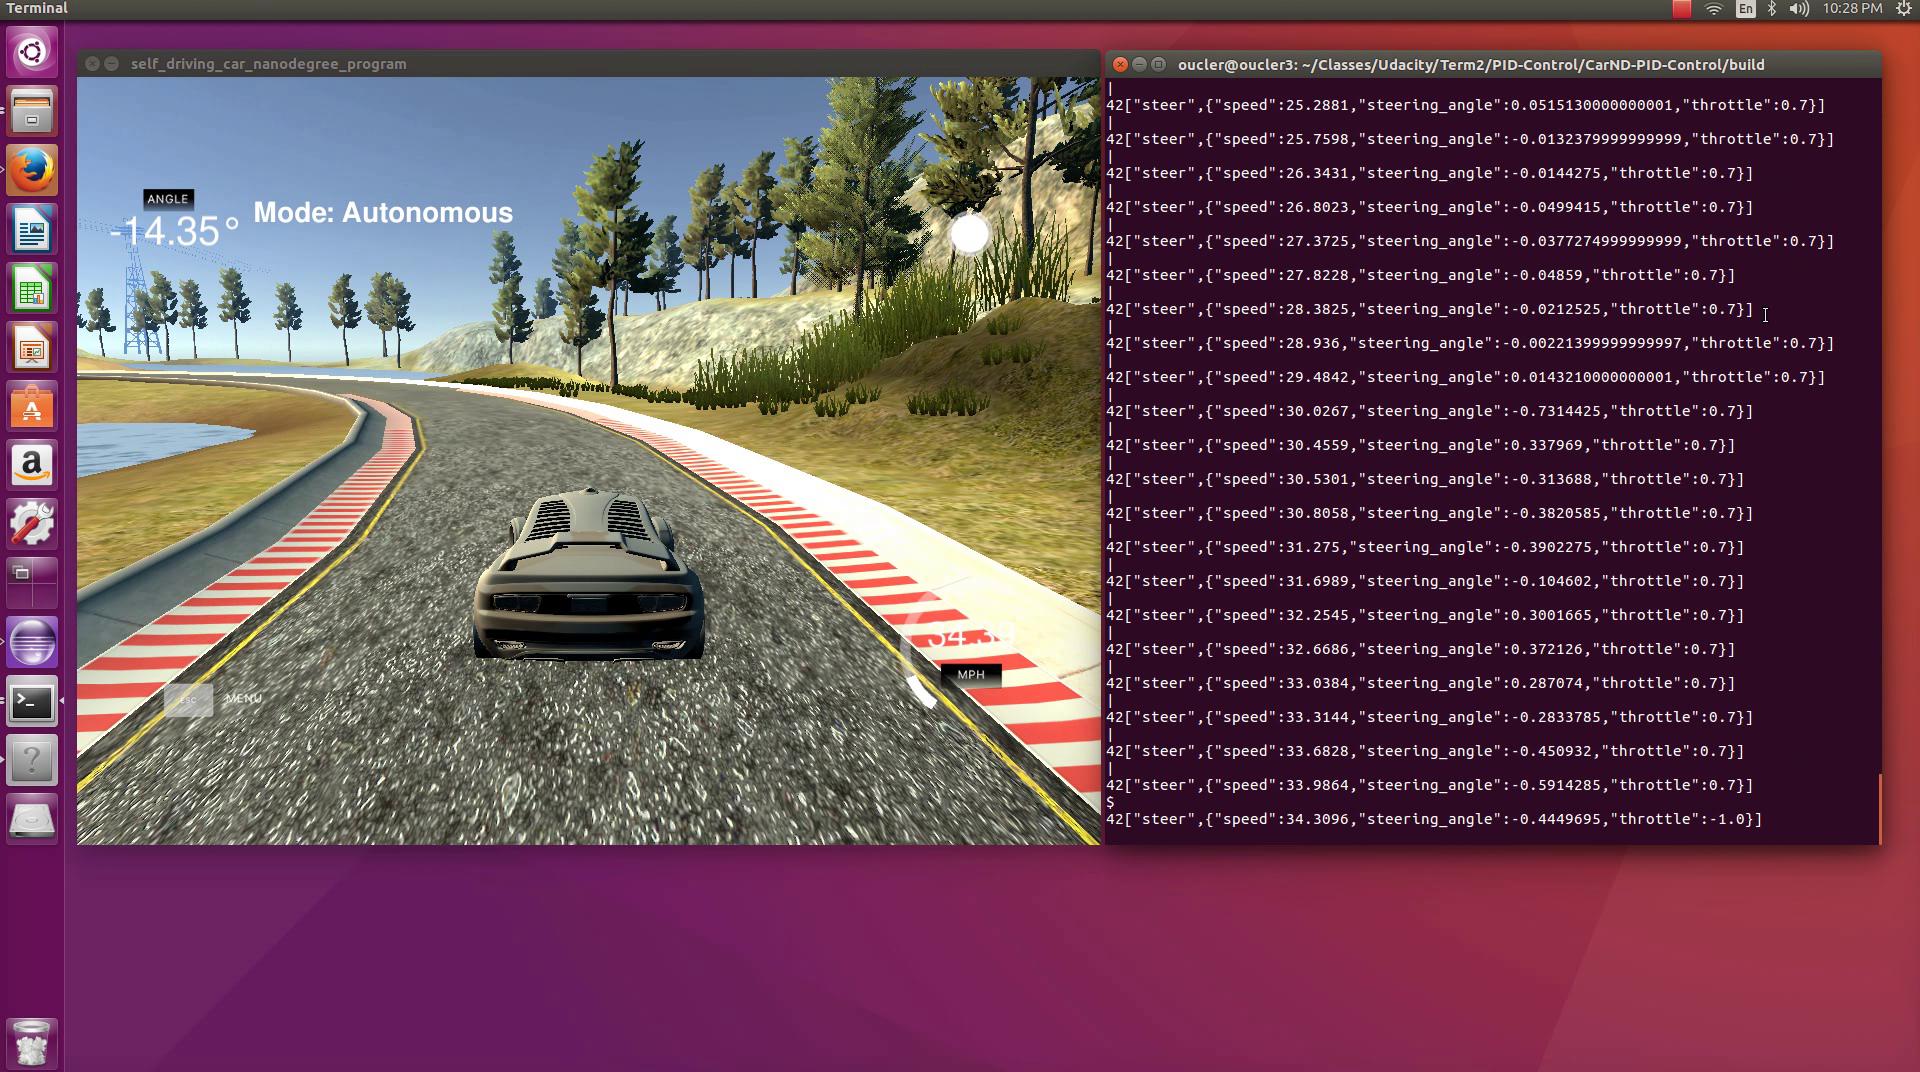 Terminal
En
10:28 PM
self_driving_car_nanodegree_program
ANGLE
-14.35°
Mode: Autonomous
34.39
MPH
ESC
MENU
a
oucler@oucler3: ~/Classes/Udacity/Term2/PID-Control/CarND-PID-Control/build
|
42["steer",{"speed":25.2881,"steering_angle":0.0515130000000001,"throttle":0.7}]
|
42["steer",{"speed":25.7598,"steering_angle":-0.0132379999999999,"throttle":0.7}]
|
42["steer",{"speed":26.3431,"steering_angle":-0.0144275,"throttle":0.7}]
|
42["steer",{"speed":26.8023,"steering_angle":-0.0499415,"throttle":0.7}]
|
42["steer",{"speed":27.3725,"steering_angle":-0.0377274999999999,"throttle":0.7}]
|
42["steer",{"speed":27.8228,"steering_angle":-0.04859,"throttle":0.7}]
|
42["steer",{"speed":28.3825,"steering_angle":-0.0212525,"throttle":0.7}]
|
42["steer",{"speed":28.936,"steering_angle":-0.00221399999999997,"throttle":0.7}]
|
42["steer",{"speed":29.4842,"steering_angle":0.0143210000000001,"throttle":0.7}]
|
42["steer",{"speed":30.0267,"steering_angle":-0.7314425,"throttle":0.7}]
|
42["steer",{"speed":30.4559,"steering_angle":0.337969,"throttle":0.7}]
|
42["steer",{"speed":30.5301,"steering_angle":-0.313688,"throttle":0.7}]
|
42["steer",{"speed":30.8058,"steering_angle":-0.3820585,"throttle":0.7}]
|
42["steer",{"speed":31.275,"steering_angle":-0.3902275,"throttle":0.7}]
|
42["steer",{"speed":31.6989,"steering_angle":-0.104602,"throttle":0.7}]
|
42["steer",{"speed":32.2545,"steering_angle":0.3001665,"throttle":0.7}]
|
42["steer",{"speed":32.6686,"steering_angle":0.372126,"throttle":0.7}]
|
42["steer",{"speed":33.0384,"steering_angle":0.287074,"throttle":0.7}]
|
42["steer",{"speed":33.3144,"steering_angle":-0.2833785,"throttle":0.7}]
|
42["steer",{"speed":33.6828,"steering_angle":-0.450932,"throttle":0.7}]
|
42["steer",{"speed":33.9864,"steering_angle":-0.5914285,"throttle":0.7}]
$
42["steer",{"speed":34.3096,"steering_angle":-0.4449695,"throttle":-1.0}]